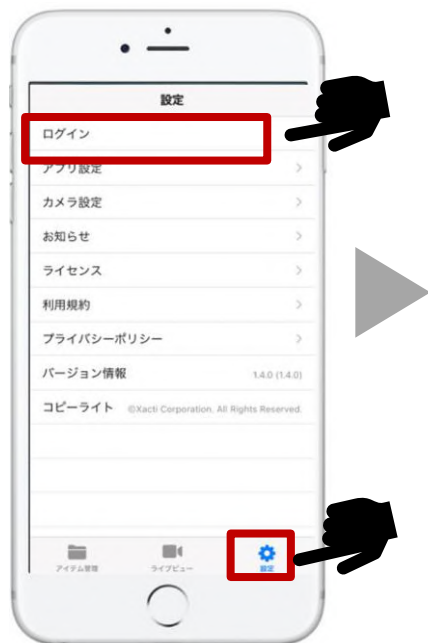 設定
ログイン
アプリ設定
カメラ設定
お知らせ
ライセンス
利用規約
プライバシーポリシー
バージョン情報 1.4.0 (1.4.0)
コピーライト ©Xacti Corporation. All Rights Reserved.
アイテム管理 ライブビュー 設定